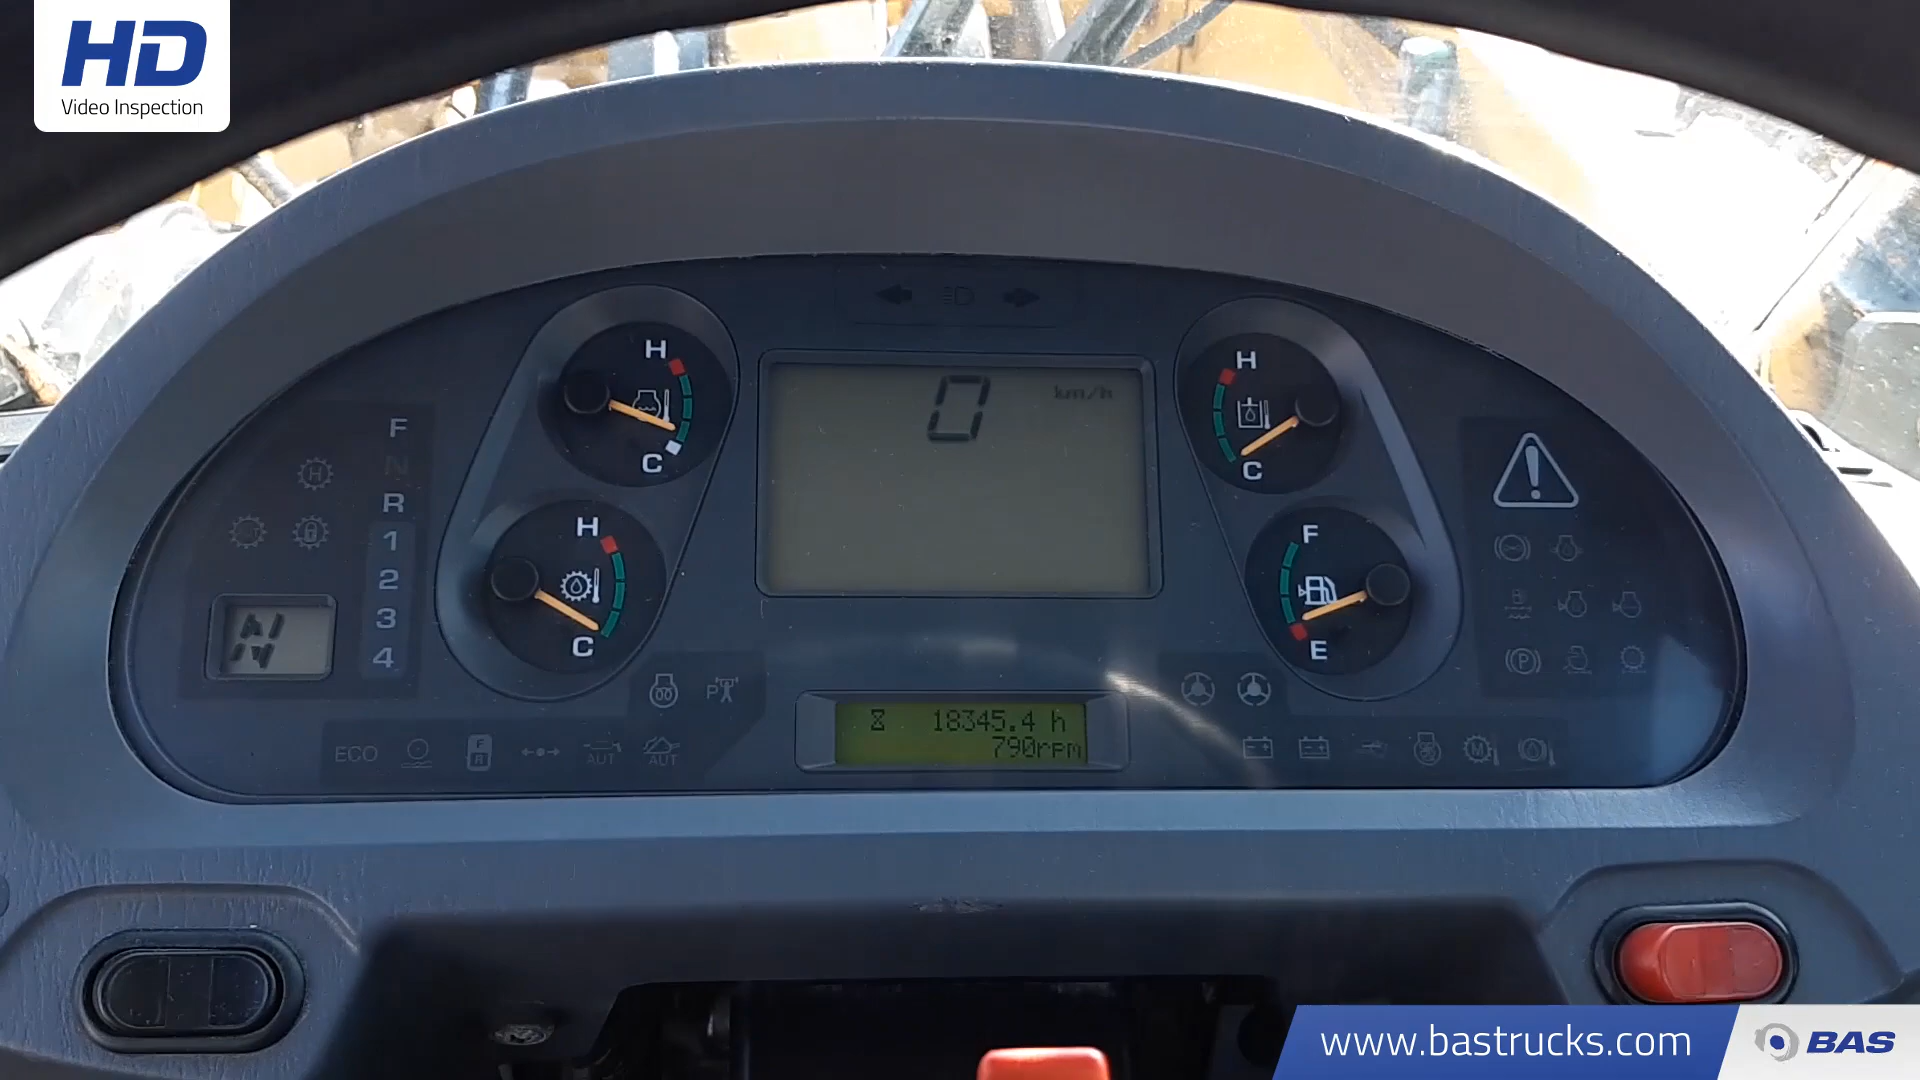 HD
Video Inspection
H
C
H
C
0 km/h
H
C
F
E
F
N
R
1
2
3
4
N
H
P
ECO
F
R
AUT
AUT
18345.4 h
790rpm
P
M
www.bastrucks.com
BAS